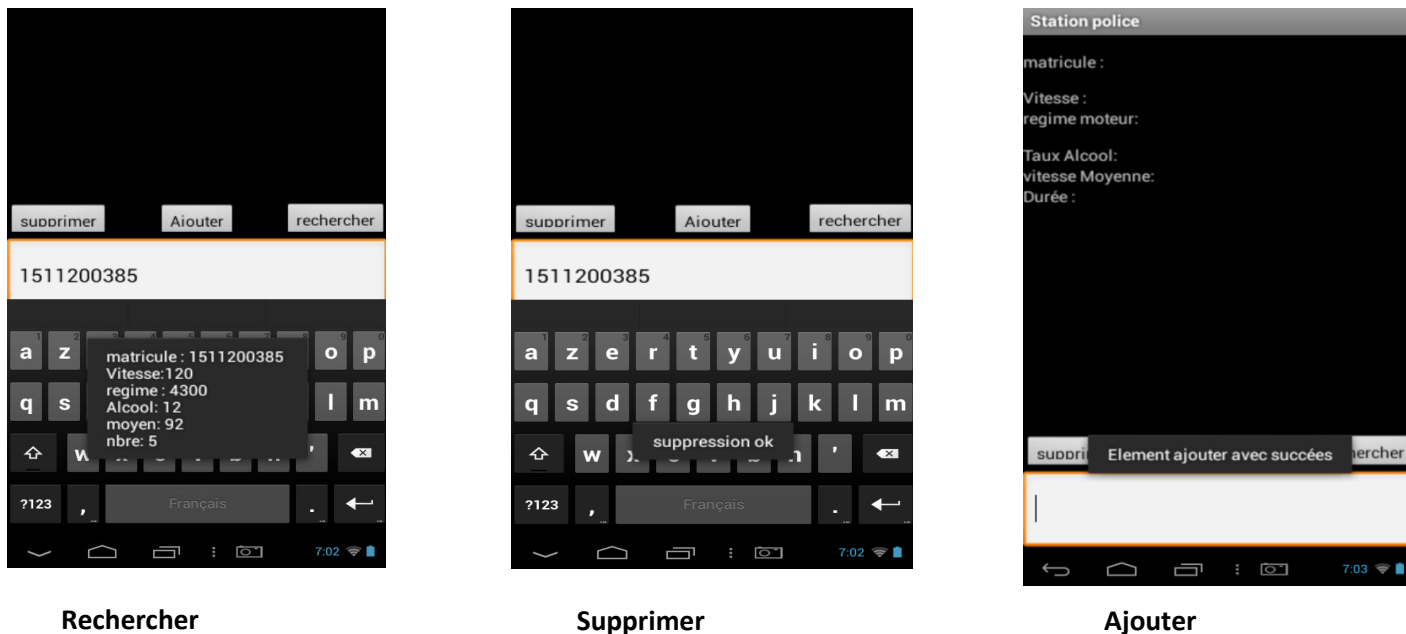 supprimer Aiouter rechercher
1511200385
a z o p
matricule : 1511200385
Vitesse:120
regime : 4300
Alcool: 12
moyen: 92
nbre: 5
q s l m
w '
?123 , Français .
7:02
Rechercher
supprimer Aiouter rechercher
1511200385
a z e r t y u i o p
q s d f g h j k l m
suppression ok
w '
?123 , Français .
7:02
Supprimer
Station police
matricule :
Vitesse :
regime moteur:
Taux Alcool:
vitesse Moyenne:
Durée :
Element ajouter avec succées
7:03
Ajouter